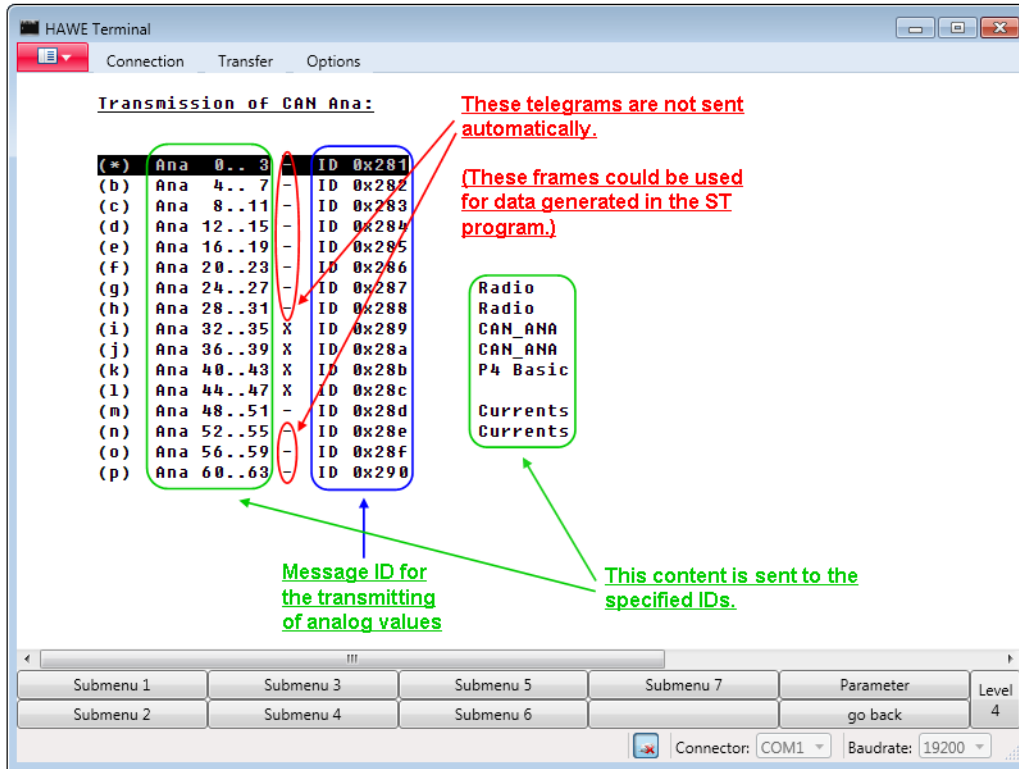 HAWE Terminal
Connection Transfer Options
Transmission of CAN Ana:
These telegrams are not sent
automatically.
(These frames could be used
for data generated in the ST
program.)
(*) Ana 0.. 3 - ID 0x281
(b) Ana 4.. 7 - ID 0x282
(c) Ana 8..11 - ID 0x283
(d) Ana 12..15 - ID 0x284
(e) Ana 16..19 - ID 0x285
(f) Ana 20..23 - ID 0x286
(g) Ana 24..27 - ID 0x287 Radio
(h) Ana 28..31 - ID 0x288 Radio
(i) Ana 32..35 X ID 0x289 CAN_ANA
(j) Ana 36..39 X ID 0x28a CAN_ANA
(k) Ana 40..43 X ID 0x28b P4 Basic
(l) Ana 44..47 X ID 0x28c
(m) Ana 48..51 - ID 0x28d Currents
(n) Ana 52..55 - ID 0x28e Currents
(o) Ana 56..59 - ID 0x28f
(p) Ana 60..63 - ID 0x290
Message ID for
the transmitting
of analog values
This content is sent to the
specified IDs.
Submenu 1 Submenu 3 Submenu 5 Submenu 7 Parameter Level
Submenu 2 Submenu 4 Submenu 6 go back 4
Connector: COM1 Baudrate: 19200